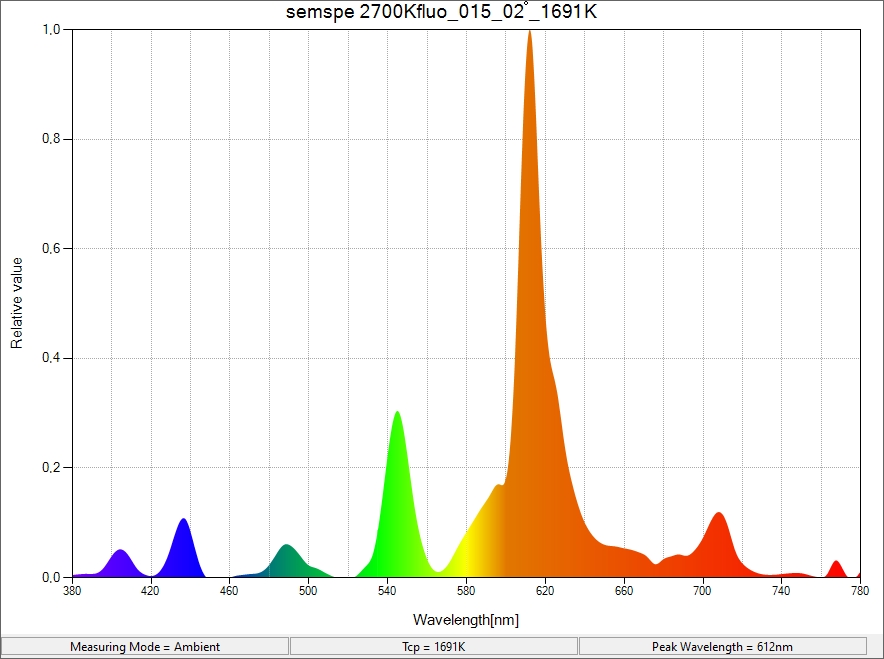 semspe 2700Kfluo_015_02°_1691K
1,0
0,8
0,6
0,4
0,2
0,0
Relative value
380 420 460 500 540 580 620 660 700 740 780
Wavelength[nm]
Measuring Mode = Ambient Tcp = 1691K Peak Wavelength = 612nm